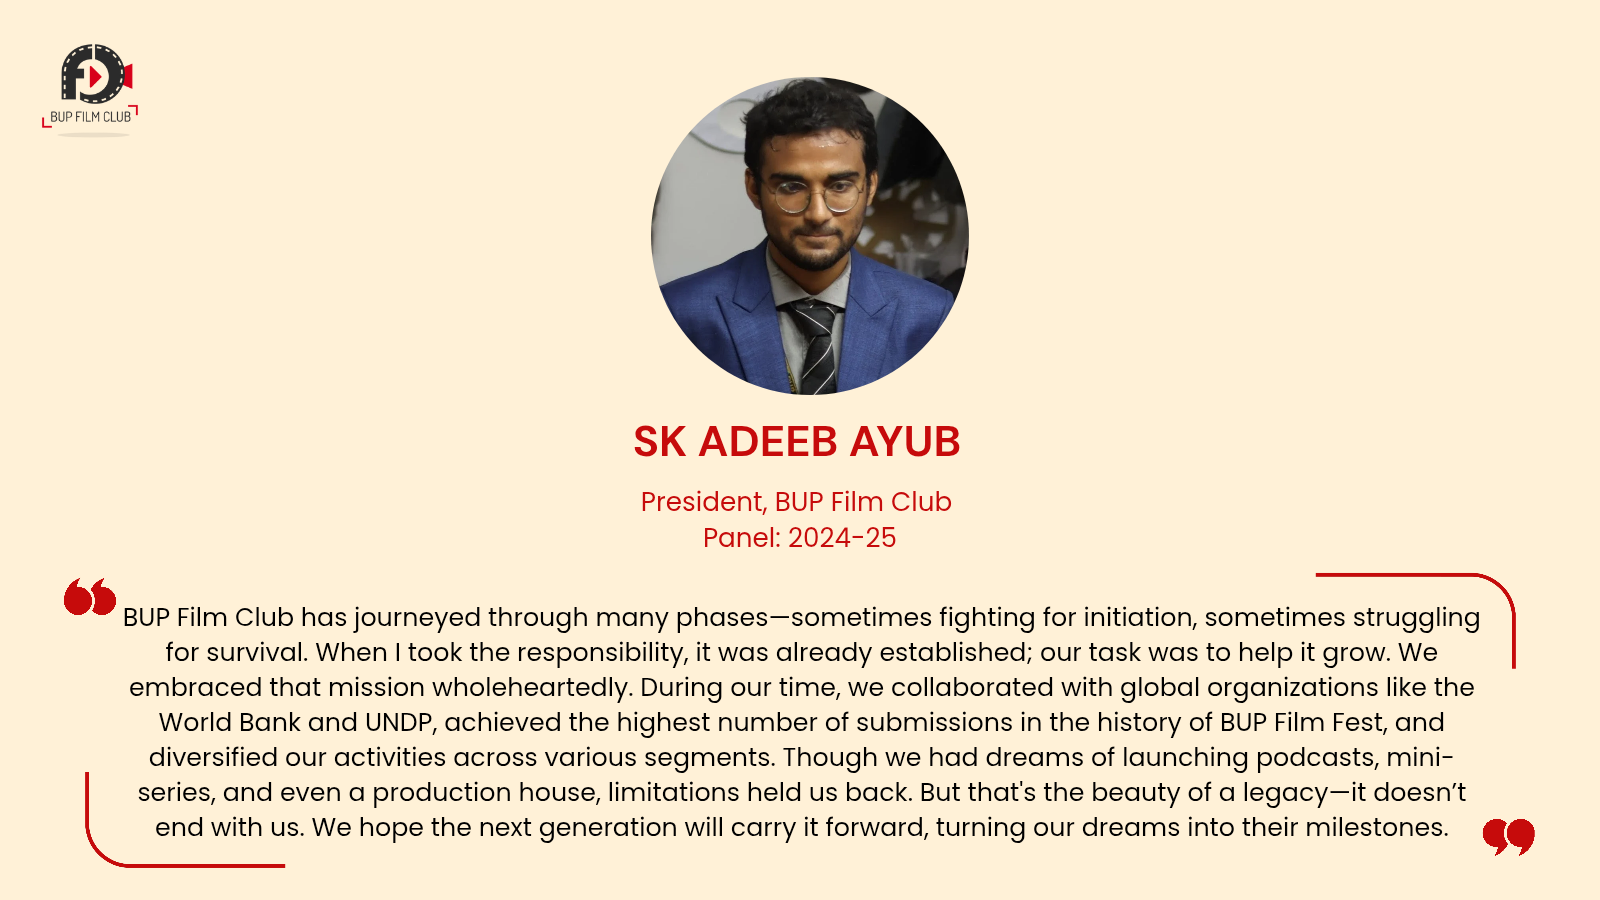 BUP FILM CLUB
SK ADEEB AYUB
President, BUP Film Club
Panel: 2024-25
BUP Film Club has journeyed through many phases—sometimes fighting for initiation, sometimes struggling
for survival. When I took the responsibility, it was already established; our task was to help it grow. We
embraced that mission wholeheartedly. During our time, we collaborated with global organizations like the
World Bank and UNDP, achieved the highest number of submissions in the history of BUP Film Fest, and
diversified our activities across various segments. Though we had dreams of launching podcasts, mini-
series, and even a production house, limitations held us back. But that's the beauty of a legacy—it doesn’t
end with us. We hope the next generation will carry it forward, turning our dreams into their milestones.